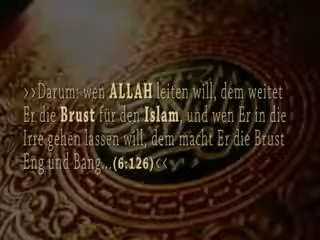 >>Darum: wen ALLAH leiten will, dem weitet
Er die Brust für den Islam, und wen Er in die
Irre gehen lassen will, dem macht Er die Brust
Eng und Bang...(6:126)<<